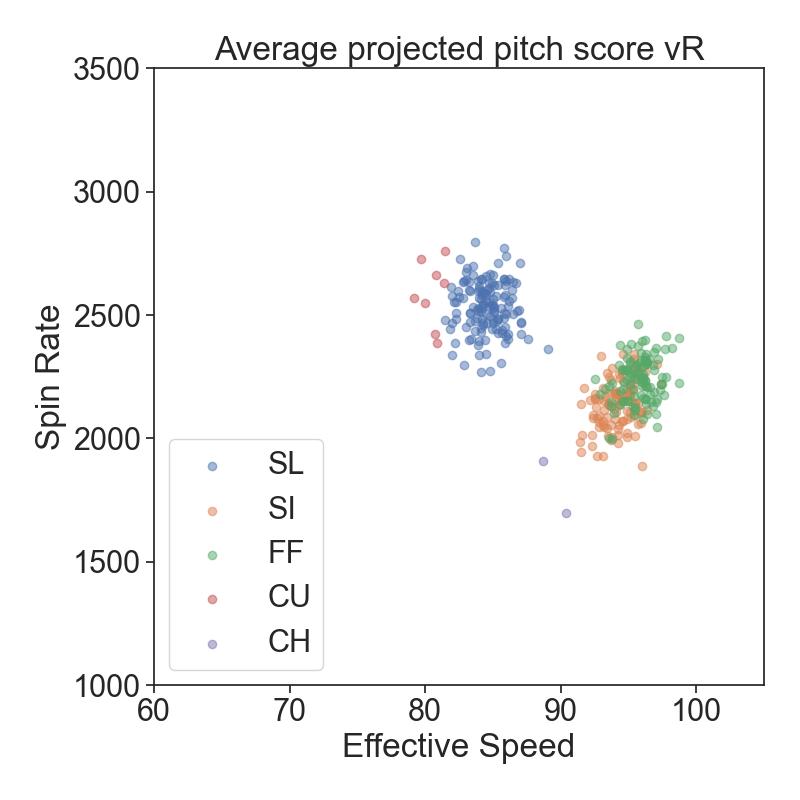 Average projected pitch score vR
3500
3000
2500
2000
1500
1000
Spin Rate
SL
SI
FF
CU
CH
60
70
80
90
100
Effective Speed